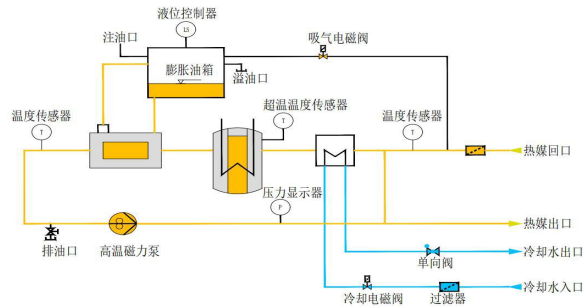 液位控制器
LS
注油口
吸气电磁阀
膨胀油箱
溢油口
温度传感器
T
超温温度传感器
T
温度传感器
T
热媒回口
压力显示器
P
热媒出口
排油口
高温磁力泵
冷却水出口
单向阀
冷却水入口
冷却电磁阀
过滤器